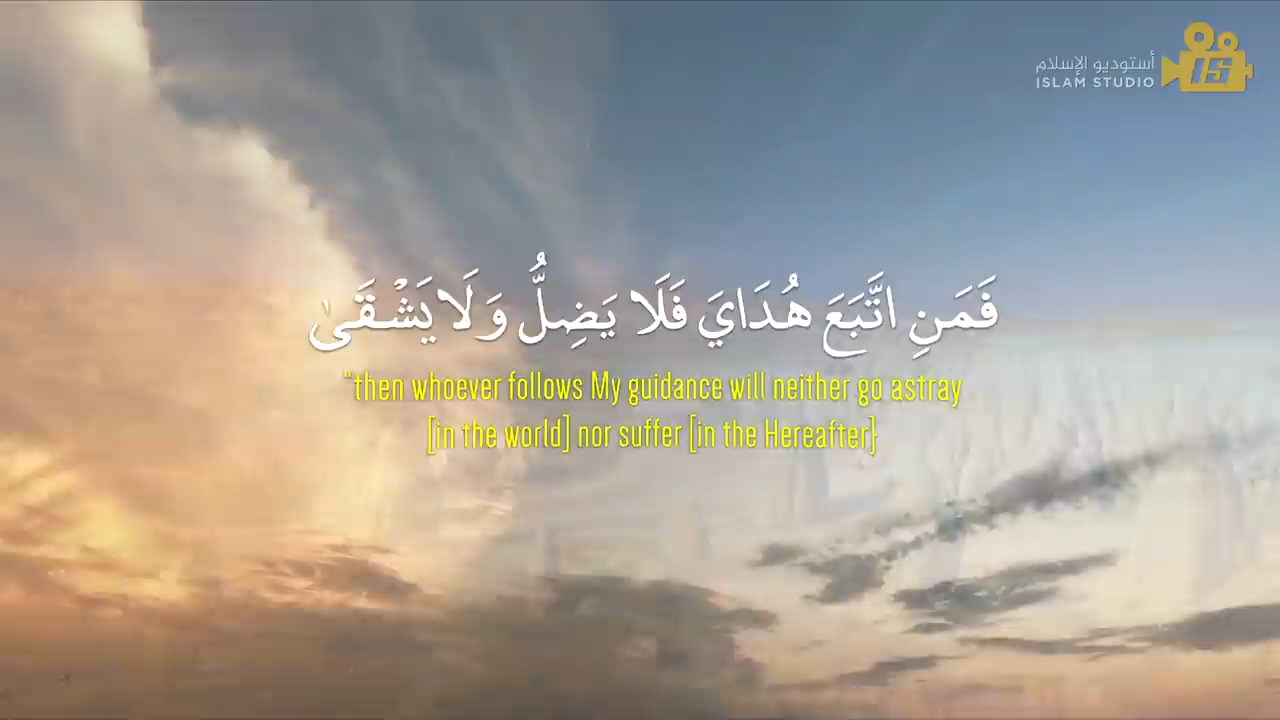 أستوديو الإسلام
ISLAM STUDIO
IS
فَمَنِ اتَّبَعَ هُدَايَ فَلَا يَضِلُّ وَلَا يَشْقَىٰ
"then whoever follows My guidance will neither go astray
[in the world] nor suffer [in the Hereafter}